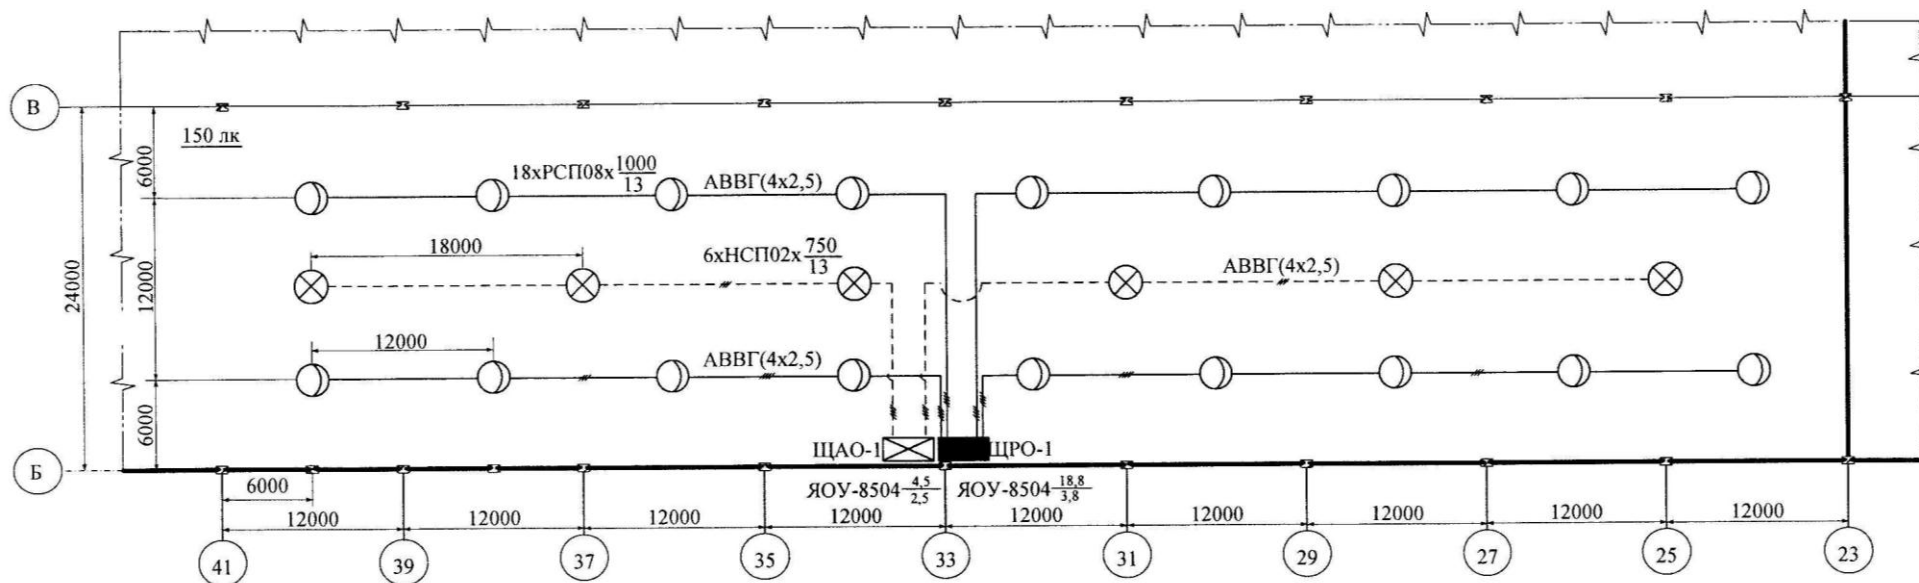 В
150 лк
6000
18хРСП08х 1000/13
АВВГ(4х2,5)
18000
6хНСП02х 750/13
АВВГ(4х2,5)
24000
12000
12000
АВВГ(4х2,5)
6000
ЩАО-1
ЩРО-1
Б
ЯОУ-8504 4,5/2,5
ЯОУ-8504 18,8/3,8
6000
12000
12000
12000
12000
12000
12000
12000
12000
12000
41
39
37
35
33
31
29
27
25
23